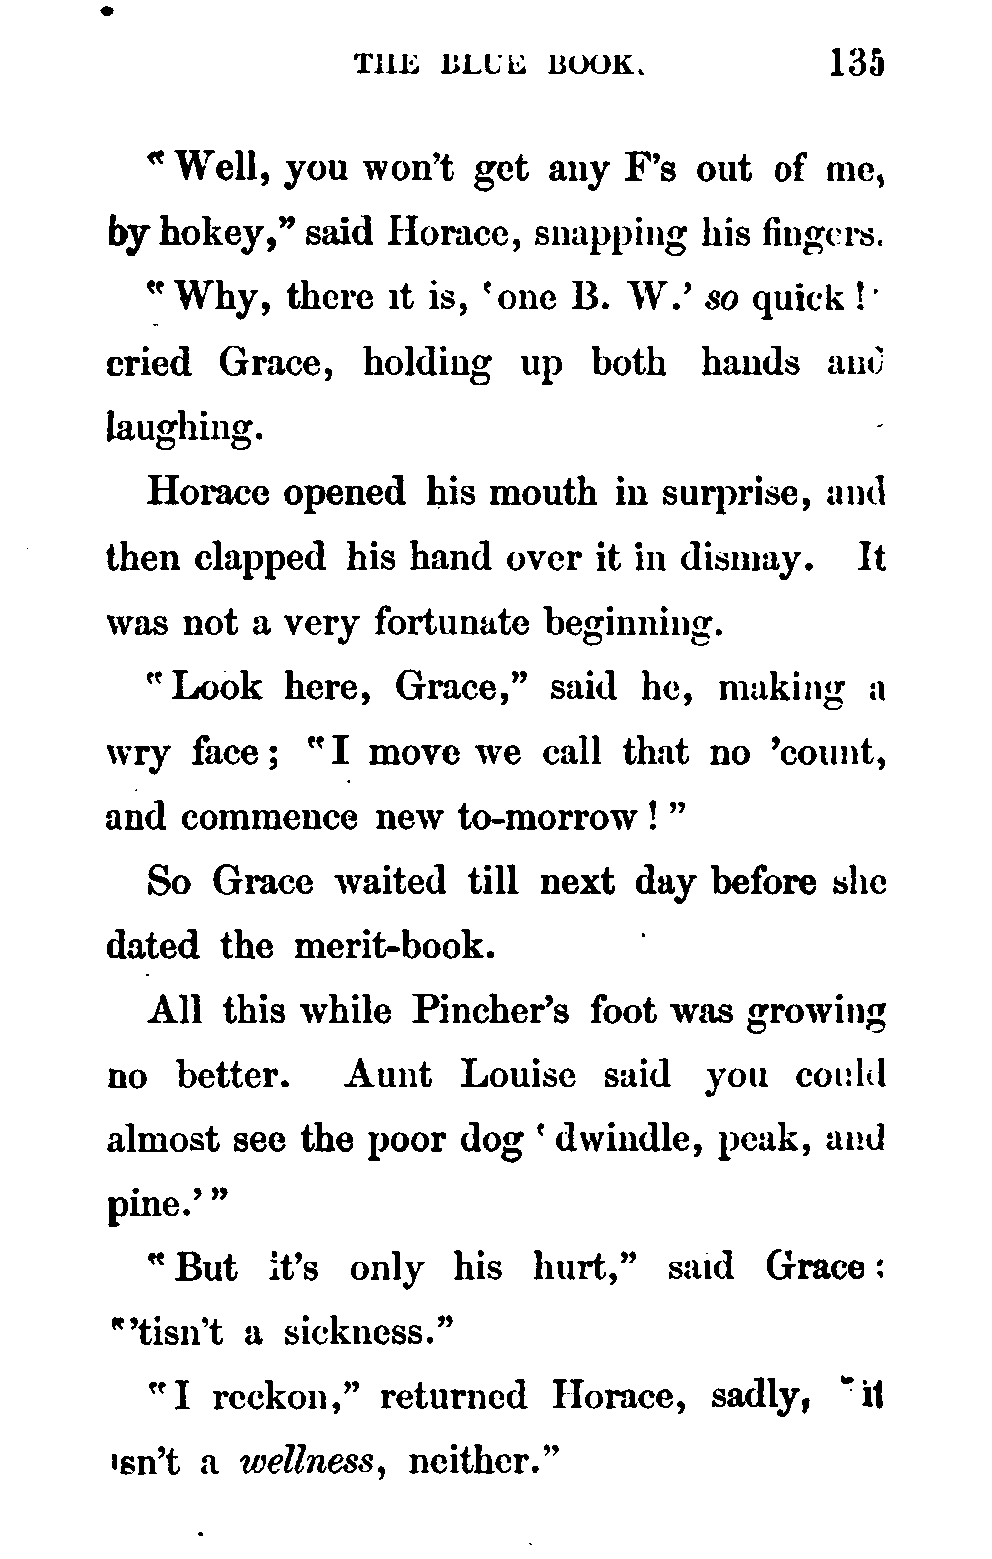 THE BLUE BOOK. 135
"Well, you won't get any F's out of me,
by hokey," said Horace, snapping his fingers.
"Why, there it is, 'one B. W.' so quick!'
cried Grace, holding up both hands and
laughing.
Horace opened his mouth in surprise, and
then clapped his hand over it in dismay. It
was not a very fortunate beginning.
"Look here, Grace," said he, making a
wry face; "I move we call that no 'count,
and commence new to-morrow!"
So Grace waited till next day before she
dated the merit-book.
All this while Pincher's foot was growing
no better. Aunt Louise said you could
almost see the poor dog 'dwindle, peak, and
pine.'"
"But it's only his hurt," said Grace:
"'tisn't a sickness."
"I reckon," returned Horace, sadly, "it
isn't a wellness, neither."